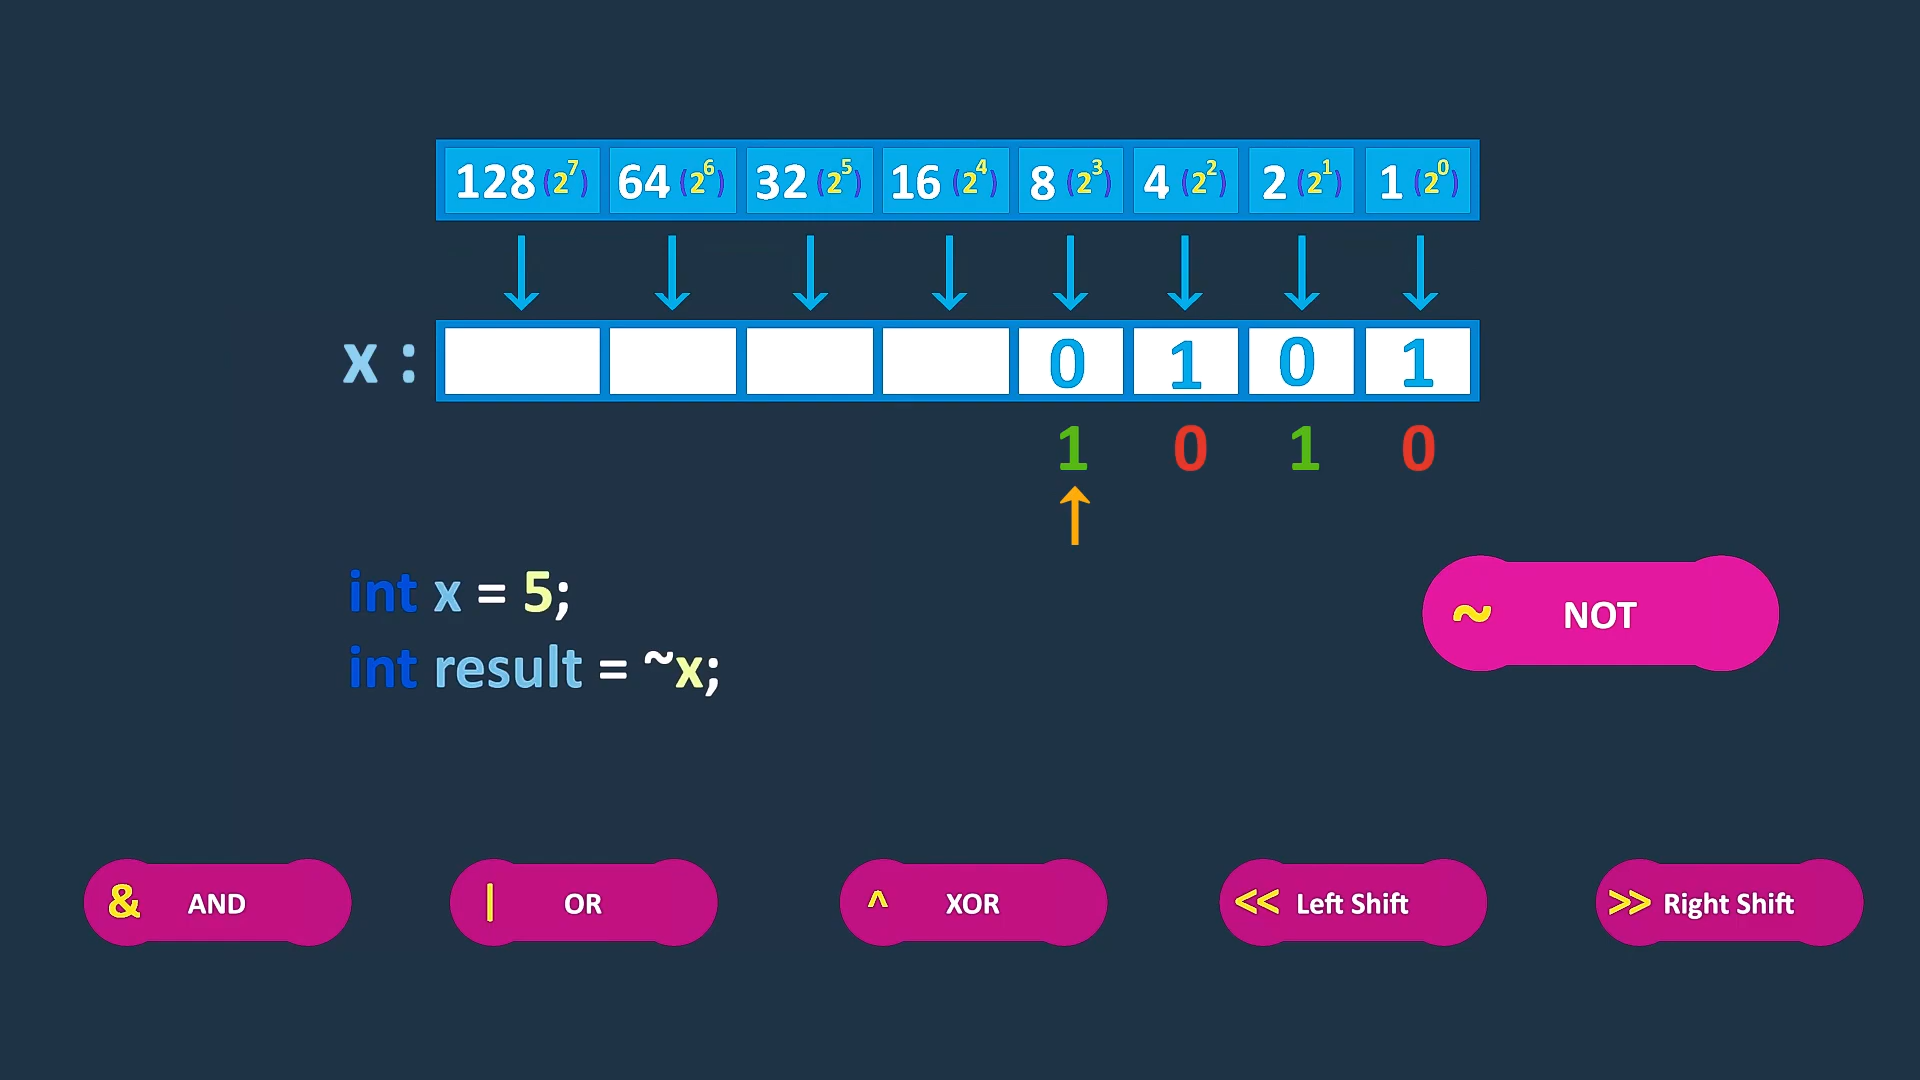 128 (2⁷) 64 (2⁶) 32 (2⁵) 16 (2⁴) 8 (2³) 4 (2²) 2 (2¹) 1 (2⁰)
x : 0 1 0 1
1 0 1 0
int x = 5;
int result = ~x;
~ NOT
& AND
| OR
^ XOR
<< Left Shift
>> Right Shift